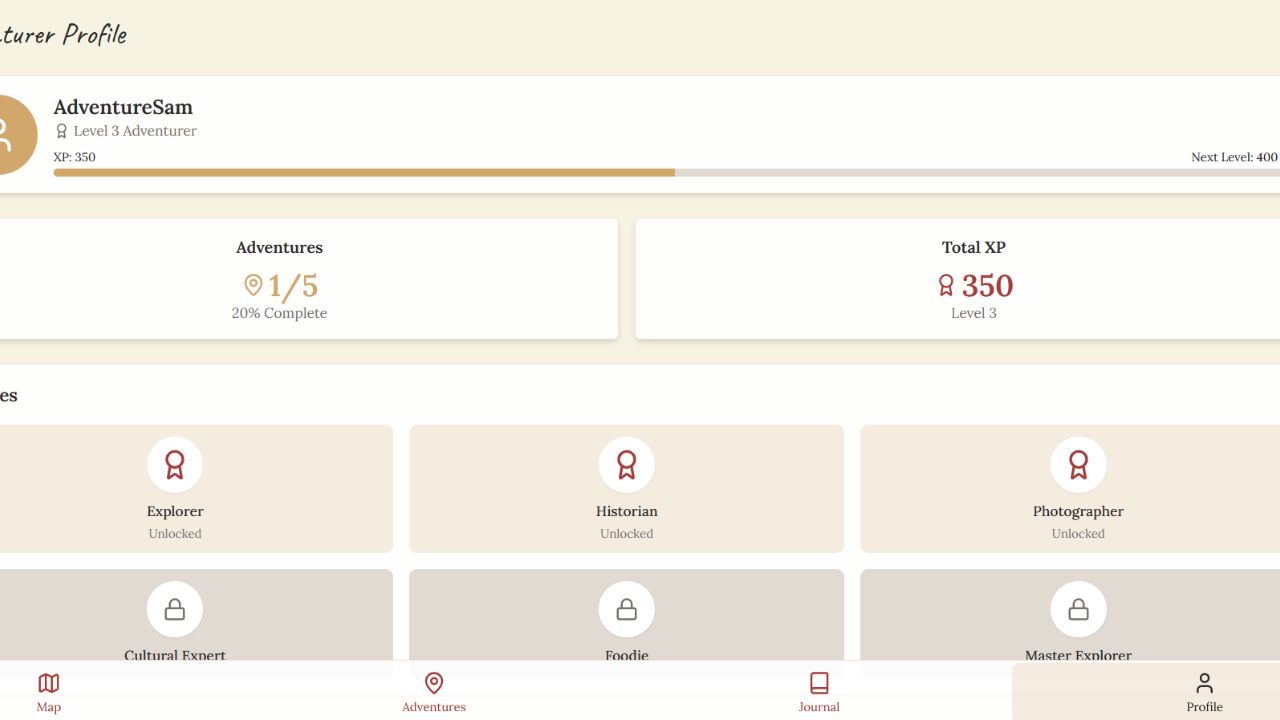 turer Profile
AdventureSam
Level 3 Adventurer
XP: 350
Next Level: 400
Adventures
Total XP
1/5
350
20% Complete
Level 3
es
Explorer
Historian
Photographer
Unlocked
Unlocked
Unlocked
Cultural Expert
Foodie
Master Explorer
Map
Adventures
Journal
Profile